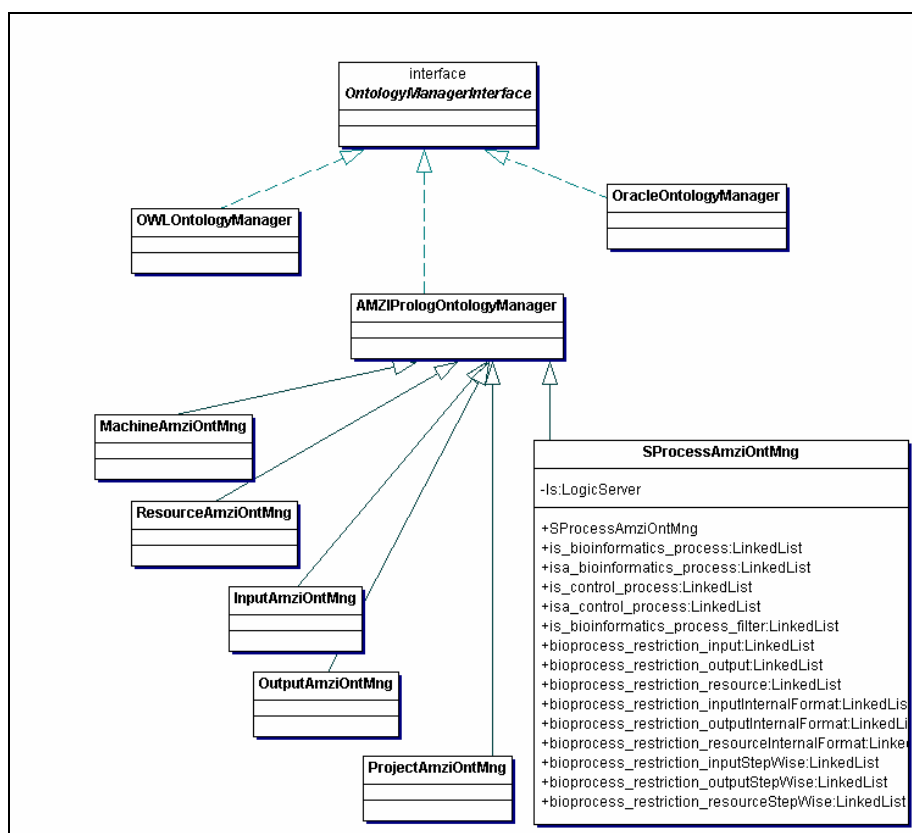 interface
OntologyManagerInterface
OWLOntologyManager
OracleOntologyManager
AMZIPrologOntologyManager
MachineAmziOntMng
ResourceAmziOntMng
InputAmziOntMng
OutputAmziOntMng
ProjectAmziOntMng
SProcessAmziOntMng
-ls:LogicServer
+SProcessAmziOntMng
+is_bioinformatics_process:LinkedList
+isa_bioinformatics_process:LinkedList
+is_control_process:LinkedList
+isa_control_process:LinkedList
+is_bioinformatics_process_filter:LinkedList
+bioprocess_restriction_input:LinkedList
+bioprocess_restriction_output:LinkedList
+bioprocess_restriction_resource:LinkedList
+bioprocess_restriction_inputInternalFormat:LinkedLis
+bioprocess_restriction_outputInternalFormat:LinkedLi
+bioprocess_restriction_resourceInternalFormat:Linked
+bioprocess_restriction_inputStepWise:LinkedList
+bioprocess_restriction_outputStepWise:LinkedList
+bioprocess_restriction_resourceStepWise:LinkedList